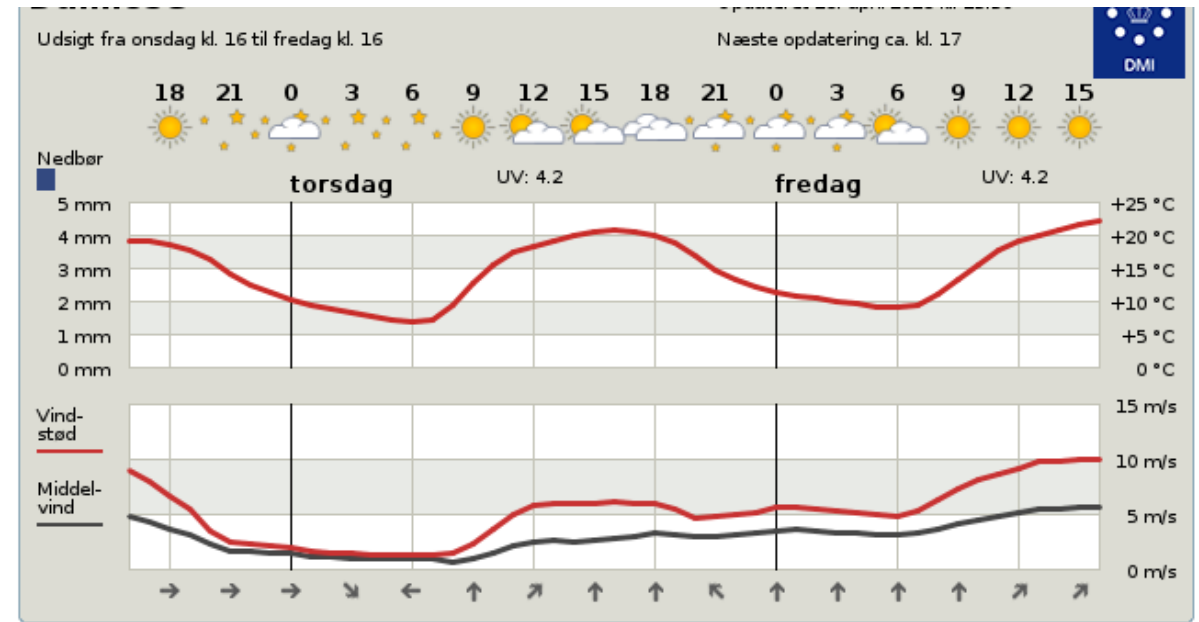 Udsigt fra onsdag kl. 16 til fredag kl. 16
Næste opdatering ca. kl. 17
DMI
18 21 0 3 6 9 12 15 18 21 0 3 6 9 12 15
Nedbør
torsdag UV: 4.2 fredag UV: 4.2
5 mm +25 °C
4 mm +20 °C
3 mm +15 °C
2 mm +10 °C
1 mm +5 °C
0 mm 0 °C
Vind-
stød
Middel-
vind
15 m/s
10 m/s
5 m/s
0 m/s